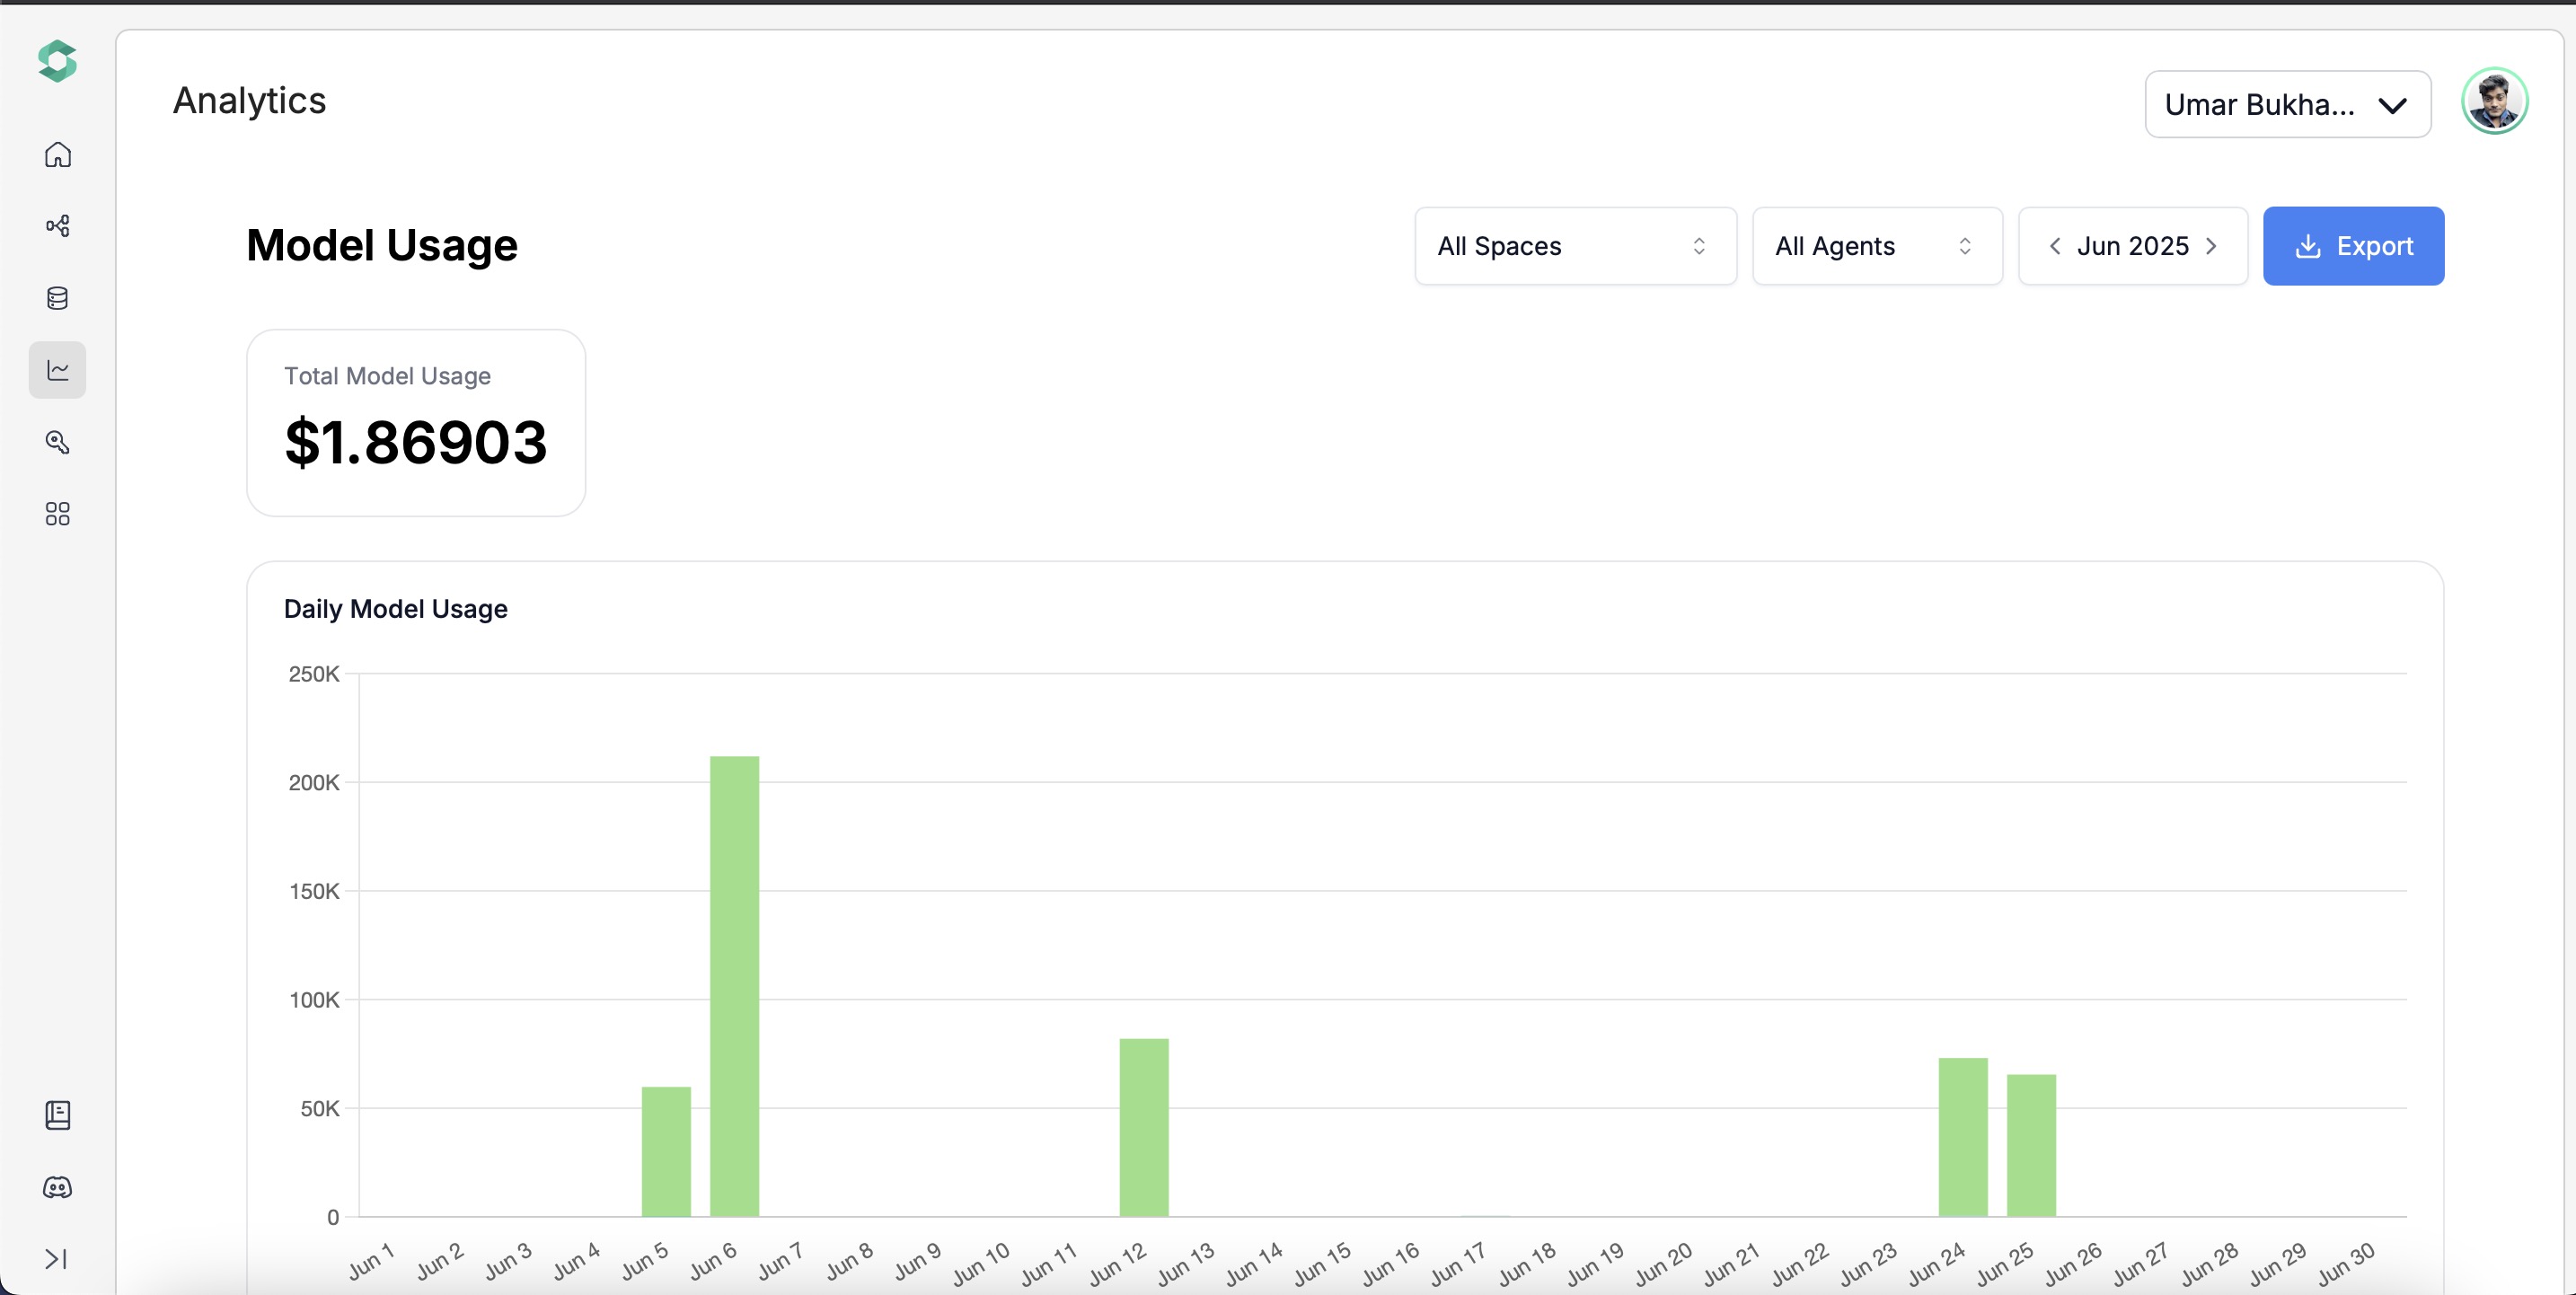 Analytics
Umar Bukha...
Model Usage
All Spaces
All Agents
Jun 2025
Export
Total Model Usage
$1.86903
Daily Model Usage
250K
200K
150K
100K
50K
0
Jun 1
Jun 2
Jun 3
Jun 4
Jun 5
Jun 6
Jun 7
Jun 8
Jun 9
Jun 10
Jun 11
Jun 12
Jun 13
Jun 14
Jun 15
Jun 16
Jun 17
Jun 18
Jun 19
Jun 20
Jun 21
Jun 22
Jun 23
Jun 24
Jun 25
Jun 26
Jun 27
Jun 28
Jun 29
Jun 30